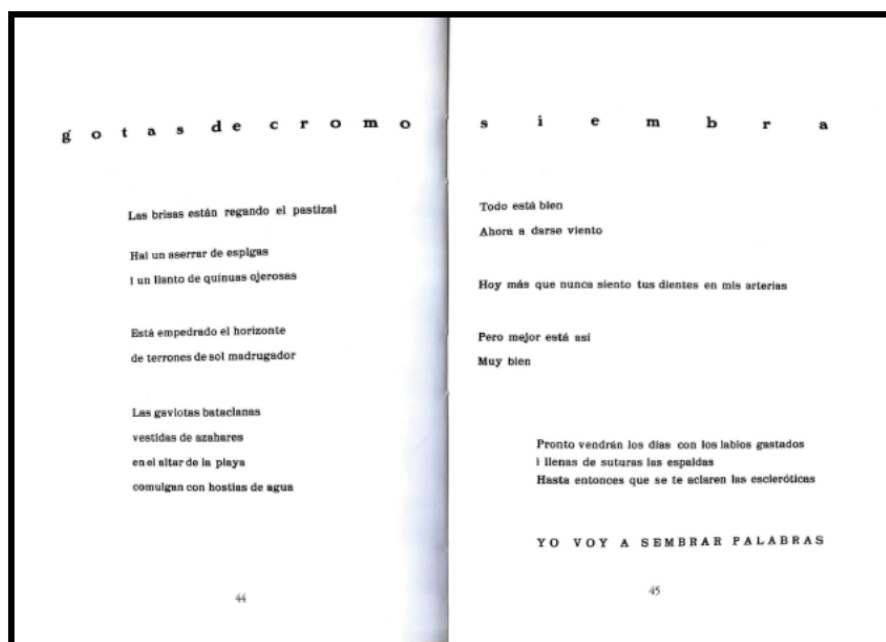 gotas de cromo
Las brisas están regando el pastizal
Hai un aserrar de espigas
i un llanto de quinuas ojerosas
Está empedrado el horizonte
de terrones de sol madrugador
Las gaviotas bataclanas
vestidas de azahares
en el altar de la playa
comulgan con hostias de agua
44
siembra
Todo está bien
Ahora a darse viento
Hoy más que nunca siento tus dientes en mis arterias
Pero mejor está así
Muy bien
Pronto vendrán los días con los labios gastados
i llenas de suturas las espaldas
Hasta entonces que se te aclaren las escleróticas
YO VOY A SEMBRAR PALABRAS
45